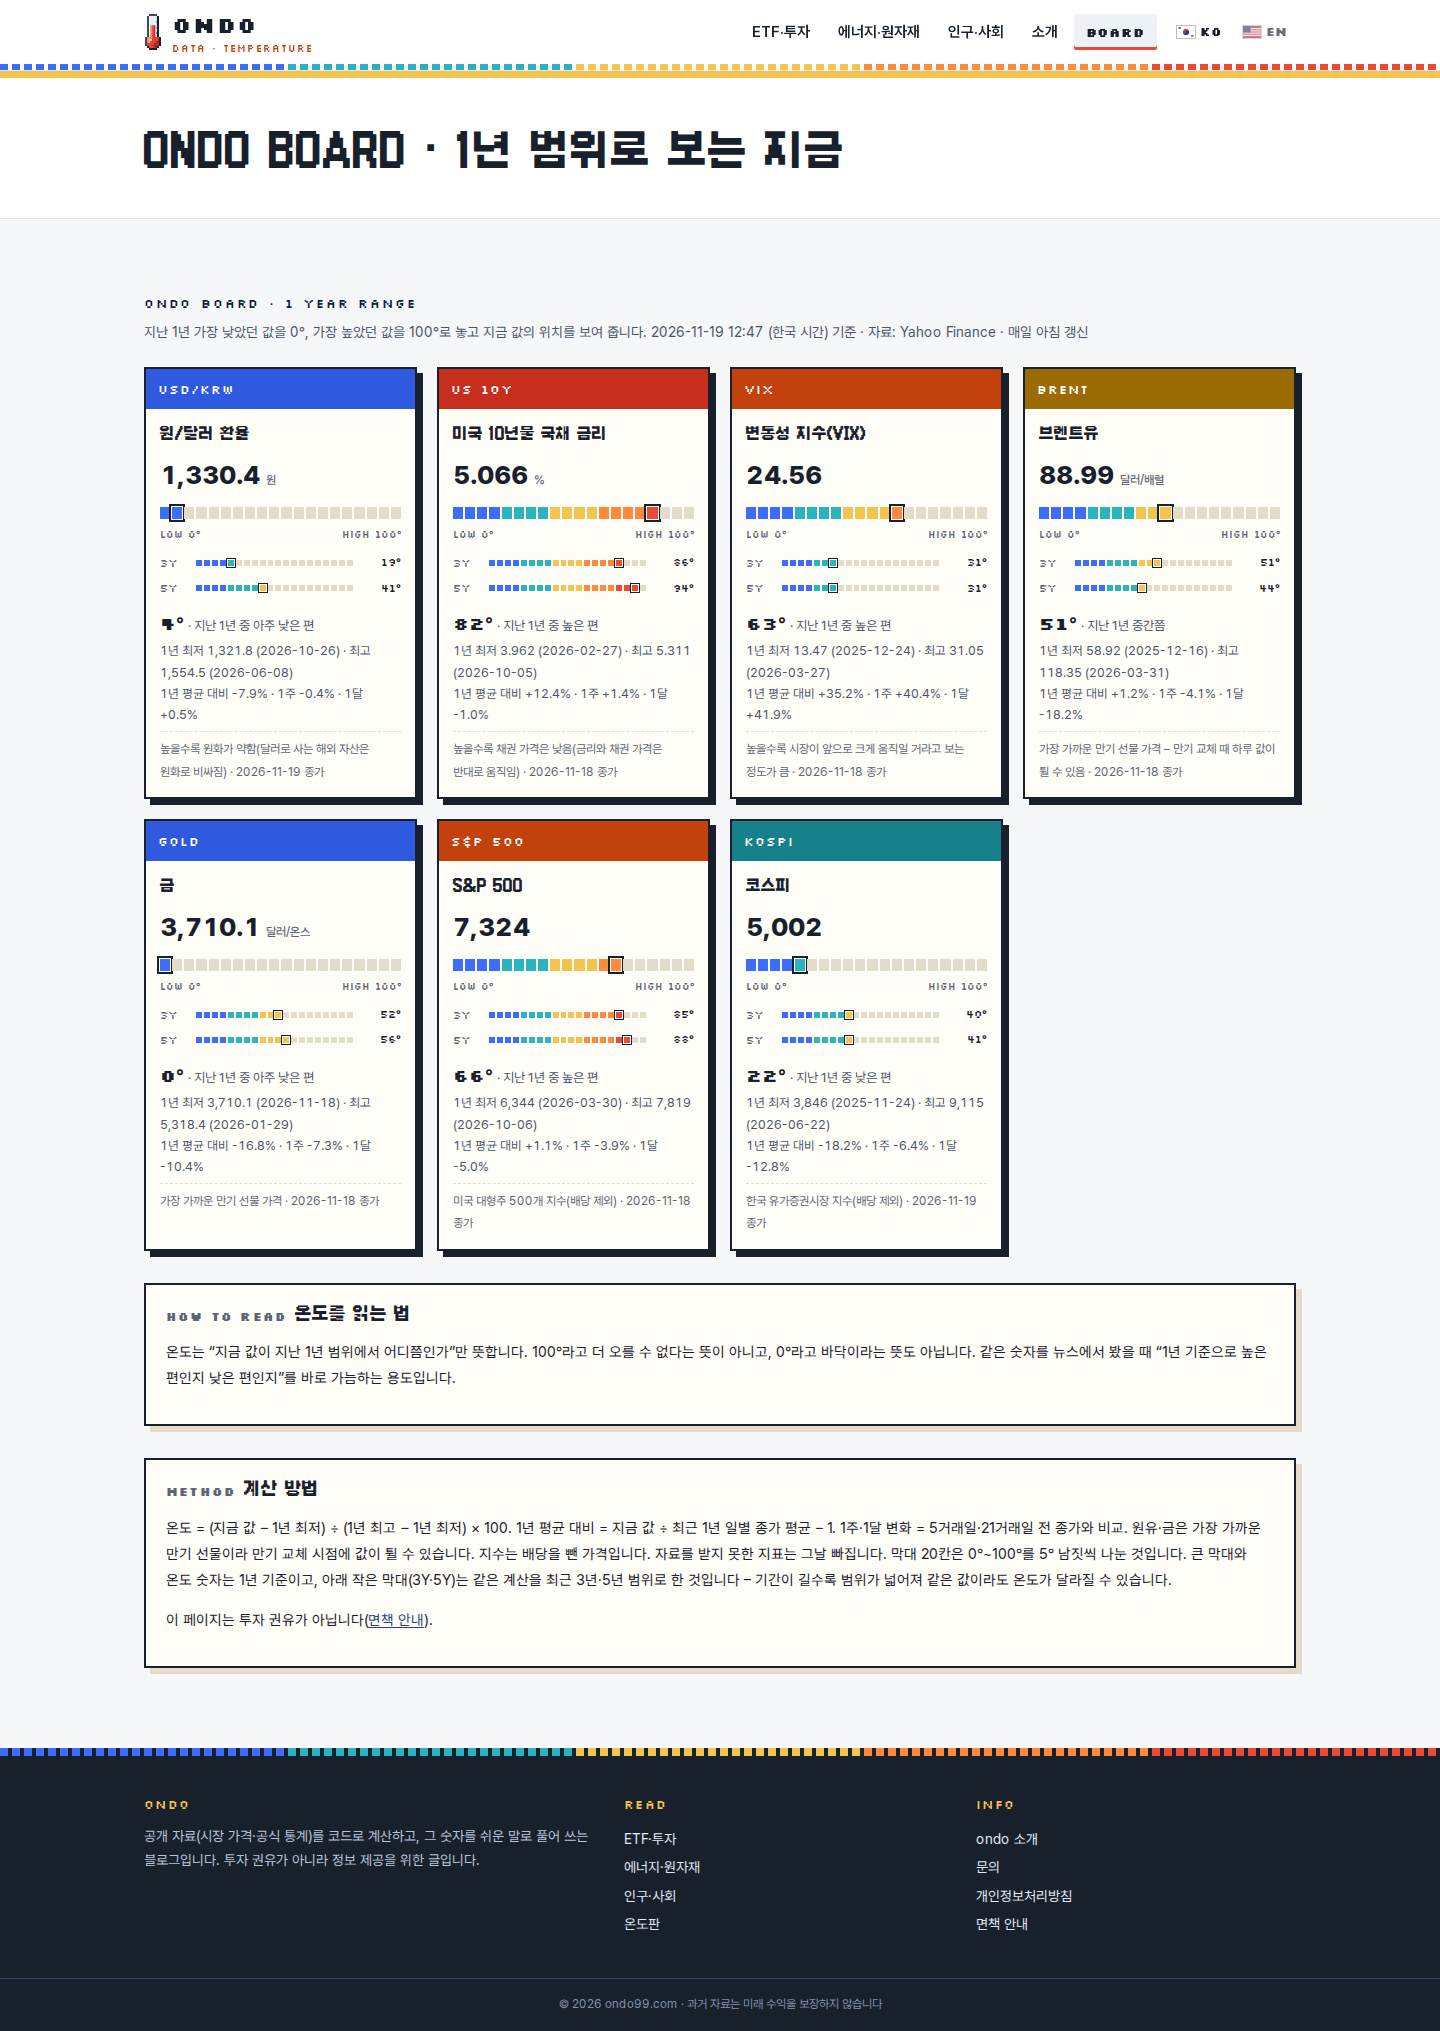 ONDO
DATA · TEMPERATURE
ETF·투자
에너지·원자재
인구·사회
소개
BOARD
KO
EN
ONDO BOARD · 1년 범위로 보는 지금
ONDO BOARD · 1 YEAR RANGE
지난 1년 가장 낮았던 값을 0°, 가장 높았던 값을 100°로 놓고 지금 값의 위치를 보여 줍니다. 2026-11-19 12:47 (한국 시간) 기준 · 자료: Yahoo Finance · 매일 아침 갱신
USD/KRW
원/달러 환율
1,330.4 원
LOW 0° HIGH 100°
3Y 19°
5Y 41°
4° · 지난 1년 중 아주 낮은 편
1년 최저 1,321.8 (2026-10-26) · 최고
1,554.5 (2026-06-08)
1년 평균 대비 -7.9% · 1주 -0.4% · 1달
+0.5%
높을수록 원화가 약함(달러로 사는 해외 자산은
원화로 비싸짐) · 2026-11-19 종가
US 10Y
미국 10년물 국채 금리
5.066 %
LOW 0° HIGH 100°
3Y 86°
5Y 94°
82° · 지난 1년 중 높은 편
1년 최저 3.962 (2026-02-27) · 최고 5.311
(2026-10-05)
1년 평균 대비 +12.4% · 1주 +1.4% · 1달
-1.0%
높을수록 채권 가격은 낮음(금리와 채권 가격은
반대로 움직임) · 2026-11-18 종가
VIX
변동성 지수(VIX)
24.56
LOW 0° HIGH 100°
3Y 31°
5Y 31°
63° · 지난 1년 중 높은 편
1년 최저 13.47 (2025-12-24) · 최고 31.05
(2026-03-27)
1년 평균 대비 +35.2% · 1주 +40.4% · 1달
+41.9%
높을수록 시장이 앞으로 크게 움직일 거라고 보는
정도가 큼 · 2026-11-18 종가
BRENT
브렌트유
88.99 달러/배럴
LOW 0° HIGH 100°
3Y 51°
5Y 44°
51° · 지난 1년 중간쯤
1년 최저 58.92 (2025-12-16) · 최고
118.35 (2026-03-31)
1년 평균 대비 +1.2% · 1주 -4.1% · 1달
-18.2%
가장 가까운 만기 선물 가격 – 만기 교체 때 하루 값이
튈 수 있음 · 2026-11-18 종가
GOLD
금
3,710.1 달러/온스
LOW 0° HIGH 100°
3Y 52°
5Y 56°
0° · 지난 1년 중 아주 낮은 편
1년 최저 3,710.1 (2026-11-18) · 최고
5,318.4 (2026-01-29)
1년 평균 대비 -16.8% · 1주 -7.3% · 1달
-10.4%
가장 가까운 만기 선물 가격 · 2026-11-18 종가
S&P 500
S&P 500
7,324
LOW 0° HIGH 100°
3Y 85°
5Y 88°
66° · 지난 1년 중 높은 편
1년 최저 6,344 (2026-03-30) · 최고 7,819
(2026-10-06)
1년 평균 대비 +1.1% · 1주 -3.9% · 1달
-5.0%
미국 대형주 500개 지수(배당 제외) · 2026-11-18
종가
KOSPI
코스피
5,002
LOW 0° HIGH 100°
3Y 40°
5Y 41°
22° · 지난 1년 중 낮은 편
1년 최저 3,846 (2025-11-24) · 최고 9,115
(2026-06-22)
1년 평균 대비 -18.2% · 1주 -6.4% · 1달
-12.8%
한국 유가증권시장 지수(배당 제외) · 2026-11-19
종가
HOW TO READ 온도를 읽는 법
온도는 “지금 값이 지난 1년 범위에서 어디쯤인가”만 뜻합니다. 100°라고 더 오를 수 없다는 뜻이 아니고, 0°라고 바닥이라는 뜻도 아닙니다. 같은 숫자를 뉴스에서 봤을 때 “1년 기준으로 높은
편인지 낮은 편인지”를 바로 가늠하는 용도입니다.
METHOD 계산 방법
온도 = (지금 값 − 1년 최저) ÷ (1년 최고 − 1년 최저) × 100. 1년 평균 대비 = 지금 값 ÷ 최근 1년 일별 종가 평균 − 1. 1주·1달 변화 = 5거래일·21거래일 전 종가와 비교. 원유·금은 가장 가까운
만기 선물이라 만기 교체 시점에 값이 튈 수 있습니다. 지수는 배당을 뺀 가격입니다. 자료를 받지 못한 지표는 그날 빠집니다. 막대 20칸은 0°~100°를 5° 남짓씩 나눈 것입니다. 큰 막대와
온도 숫자는 1년 기준이고, 아래 작은 막대(3Y·5Y)는 같은 계산을 최근 3년·5년 범위로 한 것입니다 – 기간이 길수록 범위가 넓어져 같은 값이라도 온도가 달라질 수 있습니다.
이 페이지는 투자 권유가 아닙니다(면책 안내).
ONDO
공개 자료(시장 가격·공식 통계)를 코드로 계산하고, 그 숫자를 쉬운 말로 풀어 쓰는
블로그입니다. 투자 권유가 아니라 정보 제공을 위한 글입니다.
READ
ETF·투자
에너지·원자재
인구·사회
온도판
INFO
ondo 소개
문의
개인정보처리방침
면책 안내
© 2026 ondo99.com · 과거 자료는 미래 수익을 보장하지 않습니다